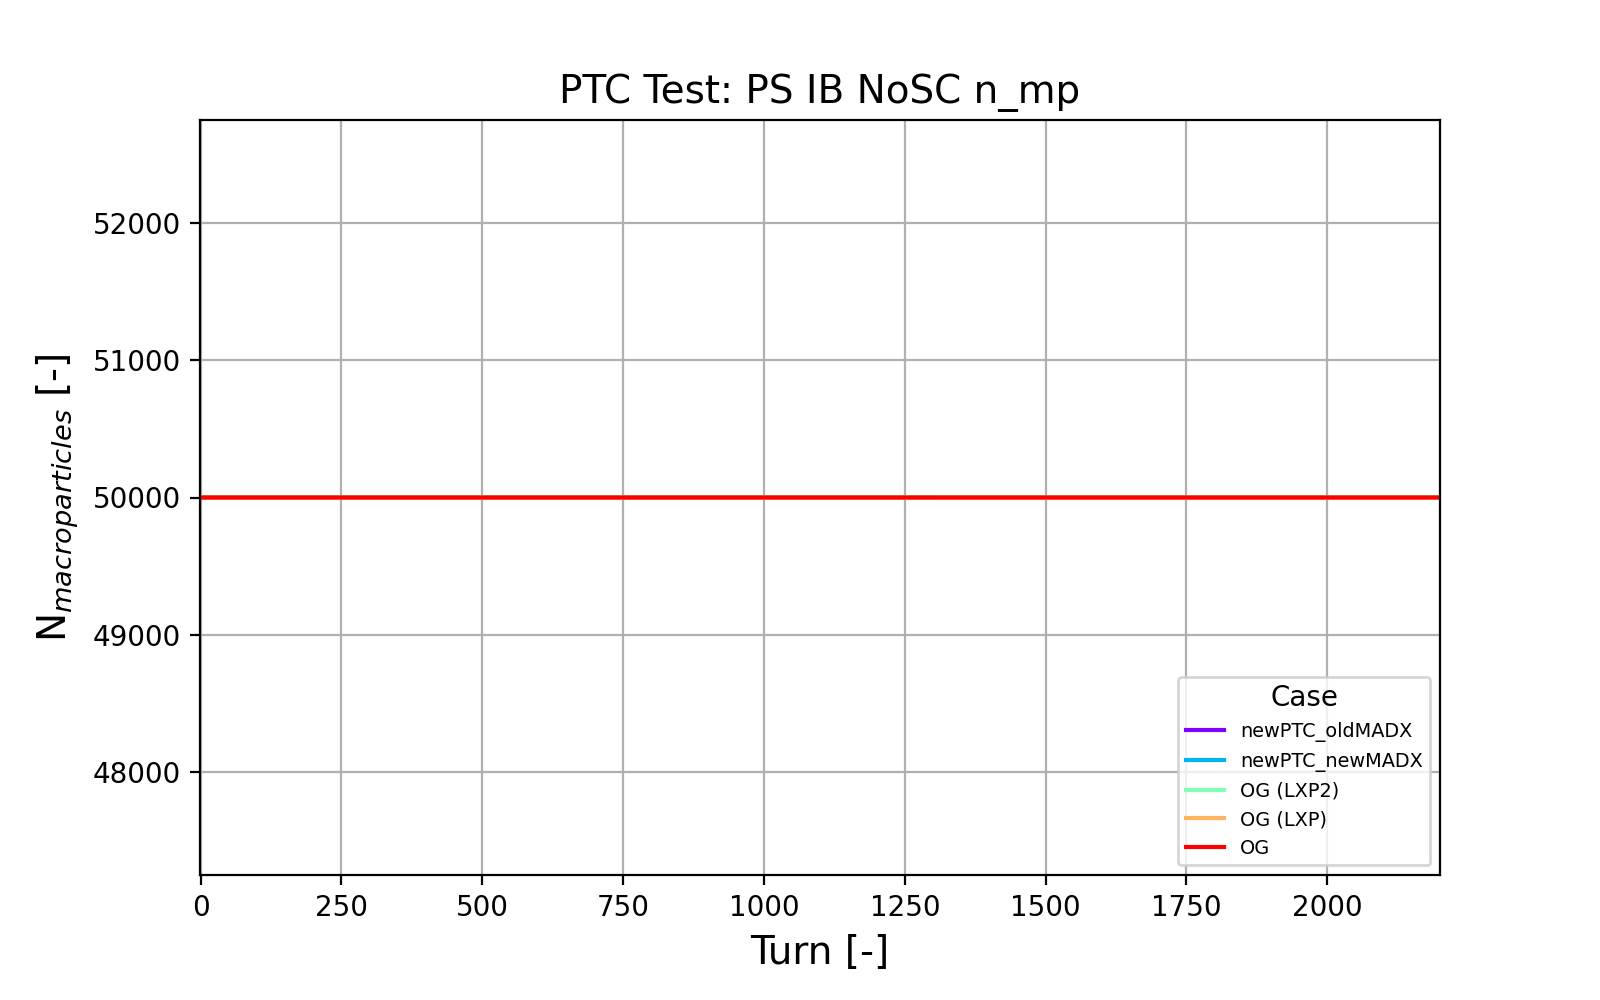 PTC Test: PS IB NoSC n_mp
N_macroparticles [-]
52000
51000
50000
49000
48000
Case
newPTC_oldMADX
newPTC_newMADX
OG (LXP2)
OG (LXP)
OG
0 250 500 750 1000 1250 1500 1750 2000
Turn [-]